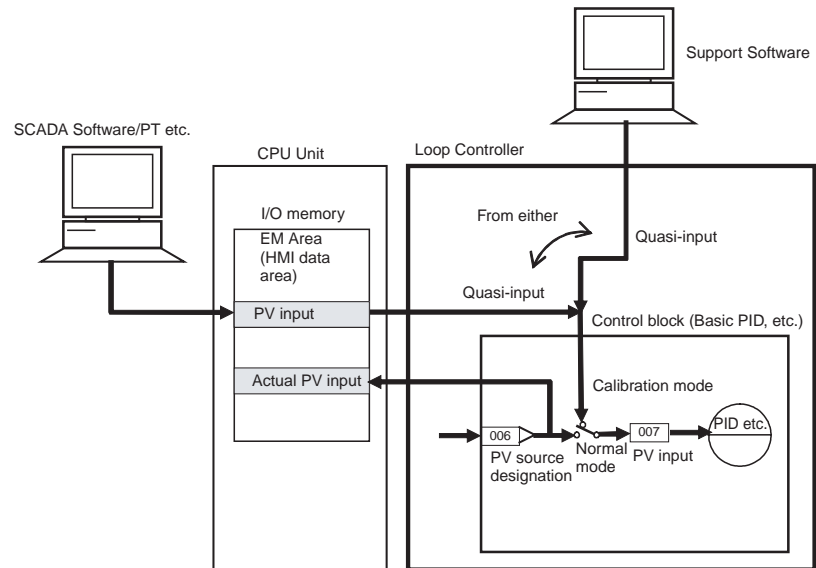 Support Software
SCADA Software/PT etc.
CPU Unit
Loop Controller
I/O memory
EM Area
(HMI data
area)
From either
Quasi-input
Quasi-input
PV input
Control block (Basic PID, etc.)
Actual PV input
Calibration mode
006
007
PID etc.
PV source
designation
Normal
mode
PV input